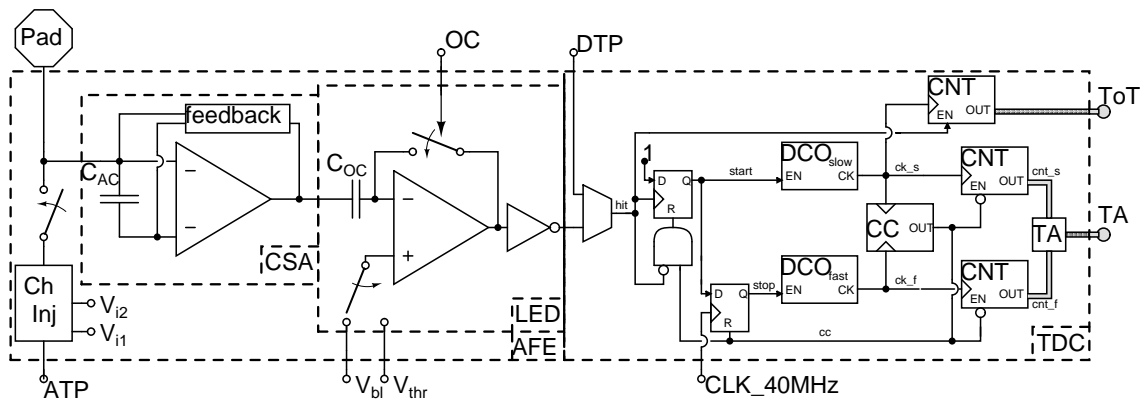 Pad
OC
DTP
feedback
C_AC
−
−
CSA
C_OC
−
+
LED
AFE
Ch
Inj
V_i2
V_i1
ATP
V_bl
V_thr
hit
1
D
Q
R
start
DCO_slow
EN
CK
ck_s
CNT
EN
OUT
ToT
CNT
EN
OUT
cnt_s
CC
OUT
TA
TA
D
Q
R
stop
DCO_fast
EN
CK
ck_f
CNT
EN
OUT
cnt_f
cc
TDC
CLK_40MHz